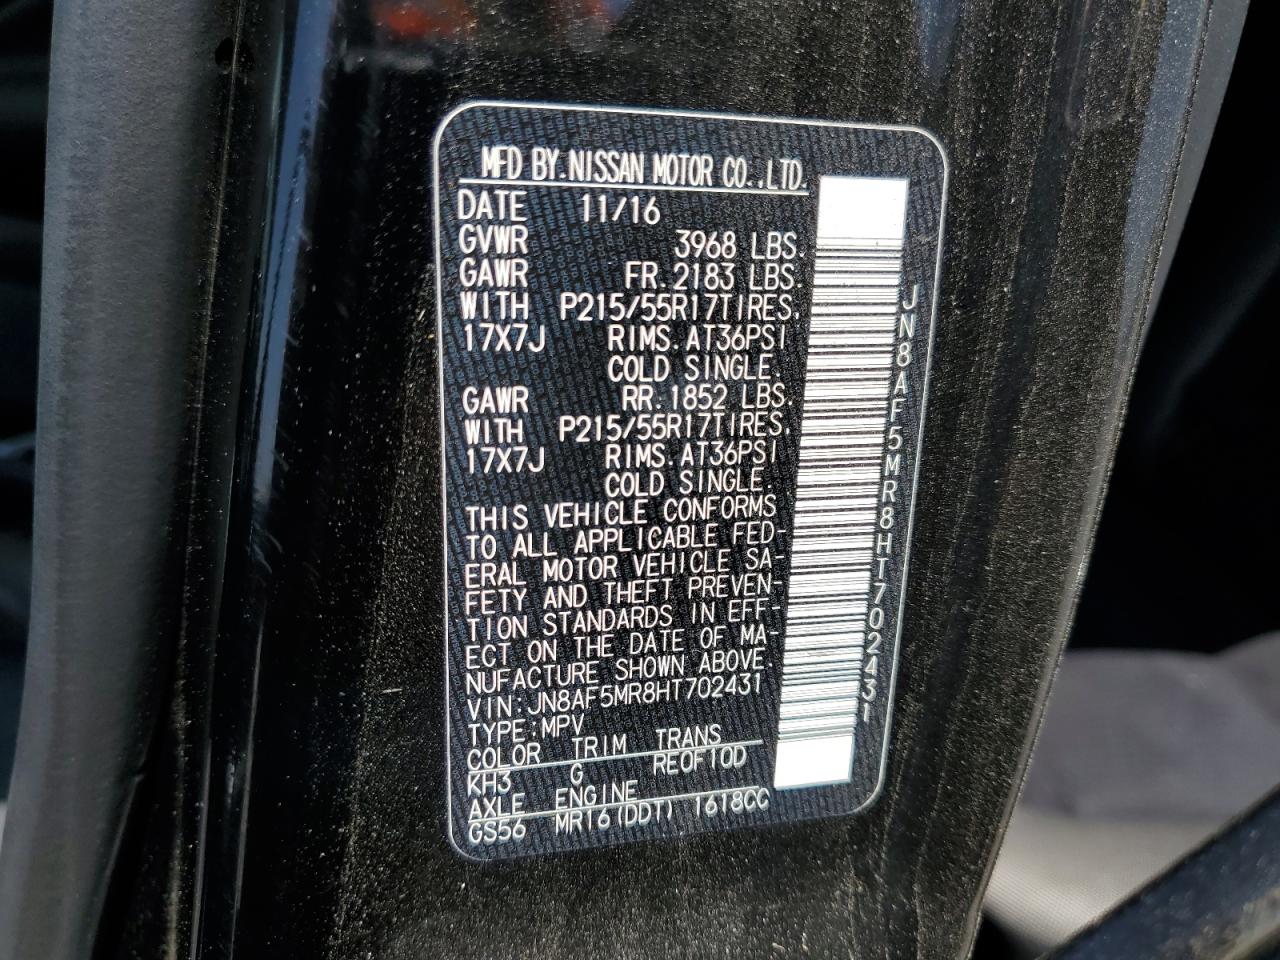 MFD BY.NISSAN MOTOR CO.,LTD.
DATE 11/16
GVWR 3968 LBS.
GAWR FR.2183 LBS.
WITH P215/55R17TIRES.
17X7J RIMS.AT36PSI
COLD SINGLE.
GAWR RR.1852 LBS.
WITH P215/55R17TIRES.
17X7J RIMS.AT36PSI
COLD SINGLE
THIS VEHICLE CONFORMS
TO ALL APPLICABLE FED-
ERAL MOTOR VEHICLE SA-
FETY AND THEFT PREVEN-
TION STANDARDS IN EFF-
ECT ON THE DATE OF MA-
NUFACTURE SHOWN ABOVE.
VIN:JN8AF5MR8HT702431
TYPE:MPV
COLOR TRIM TRANS
KH3 G RE0F10D
AXLE ENGINE
GS56 MR16(DDT) 1618CC
JN8AF5MR8HT702431